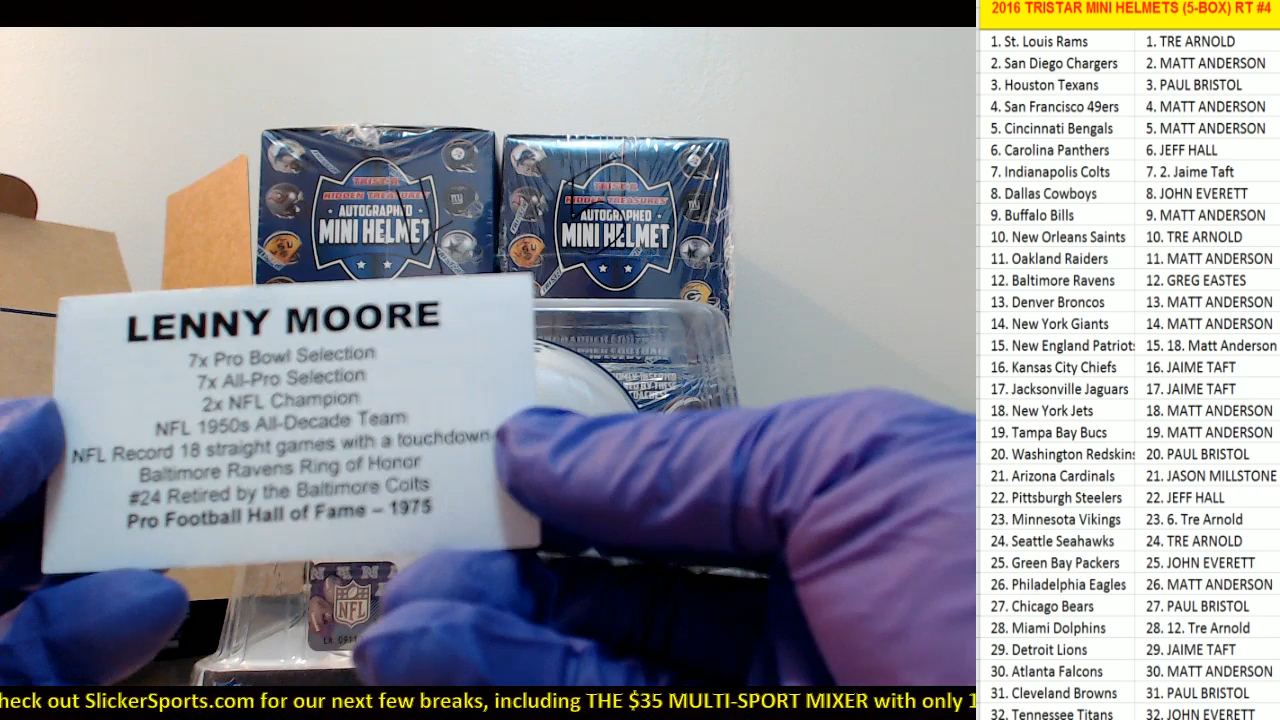 2016 TRISTAR MINI HELMETS (5-BOX) RT #4
1. St. Louis Rams 1. TRE ARNOLD
2. San Diego Chargers 2. MATT ANDERSON
3. Houston Texans 3. PAUL BRISTOL
4. San Francisco 49ers 4. MATT ANDERSON
5. Cincinnati Bengals 5. MATT ANDERSON
6. Carolina Panthers 6. JEFF HALL
7. Indianapolis Colts 7. 2. Jaime Taft
8. Dallas Cowboys 8. JOHN EVERETT
9. Buffalo Bills 9. MATT ANDERSON
10. New Orleans Saints 10. TRE ARNOLD
11. Oakland Raiders 11. MATT ANDERSON
12. Baltimore Ravens 12. GREG EASTES
13. Denver Broncos 13. MATT ANDERSON
14. New York Giants 14. MATT ANDERSON
15. New England Patriots 15. 18. Matt Anderson
16. Kansas City Chiefs 16. JAIME TAFT
17. Jacksonville Jaguars 17. JAIME TAFT
18. New York Jets 18. MATT ANDERSON
19. Tampa Bay Bucs 19. MATT ANDERSON
20. Washington Redskins 20. PAUL BRISTOL
21. Arizona Cardinals 21. JASON MILLSTONE
22. Pittsburgh Steelers 22. JEFF HALL
23. Minnesota Vikings 23. 6. Tre Arnold
24. Seattle Seahawks 24. TRE ARNOLD
25. Green Bay Packers 25. JOHN EVERETT
26. Philadelphia Eagles 26. MATT ANDERSON
27. Chicago Bears 27. PAUL BRISTOL
28. Miami Dolphins 28. 12. Tre Arnold
29. Detroit Lions 29. JAIME TAFT
30. Atlanta Falcons 30. MATT ANDERSON
31. Cleveland Browns 31. PAUL BRISTOL
32. Tennessee Titans 32. JOHN EVERETT
TRISTAR
HIDDEN TREASURES
AUTOGRAPHED
MINI HELMET
TRISTAR
HIDDEN TREASURES
AUTOGRAPHED
MINI HELMET
LENNY MOORE
7x Pro Bowl Selection
7x All-Pro Selection
2x NFL Champion
NFL 1950s All-Decade Team
NFL Record 18 straight games with a touchdown
Baltimore Ravens Ring of Honor
#24 Retired by the Baltimore Colts
Pro Football Hall of Fame – 1975
NFL
heck out SlickerSports.com for our next few breaks, including THE $35 MULTI-SPORT MIXER with only 1